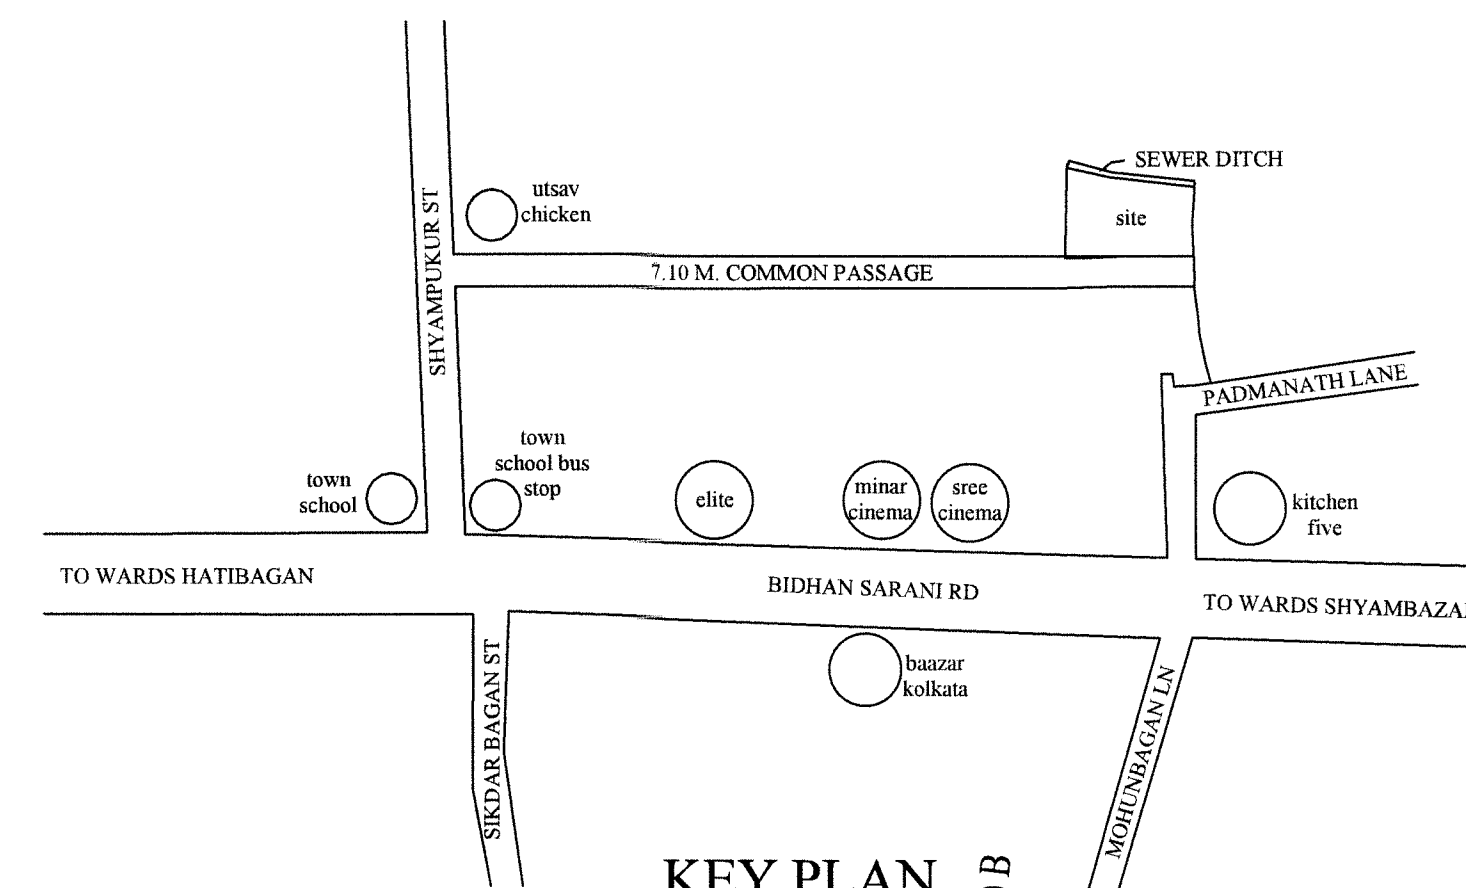 SEWER DITCH
utsav
chicken
site
SHYAMPUKUR ST
7.10 M. COMMON PASSAGE
PADMANATH LANE
town
school
town
school bus
stop
elite
minar
cinema
sree
cinema
kitchen
five
TO WARDS HATIBAGAN
BIDHAN SARANI RD
TO WARDS SHYAMBAZA
baazar
kolkata
SIKDAR BAGAN ST
MOHUNBAGAN LN
KEY PLAN